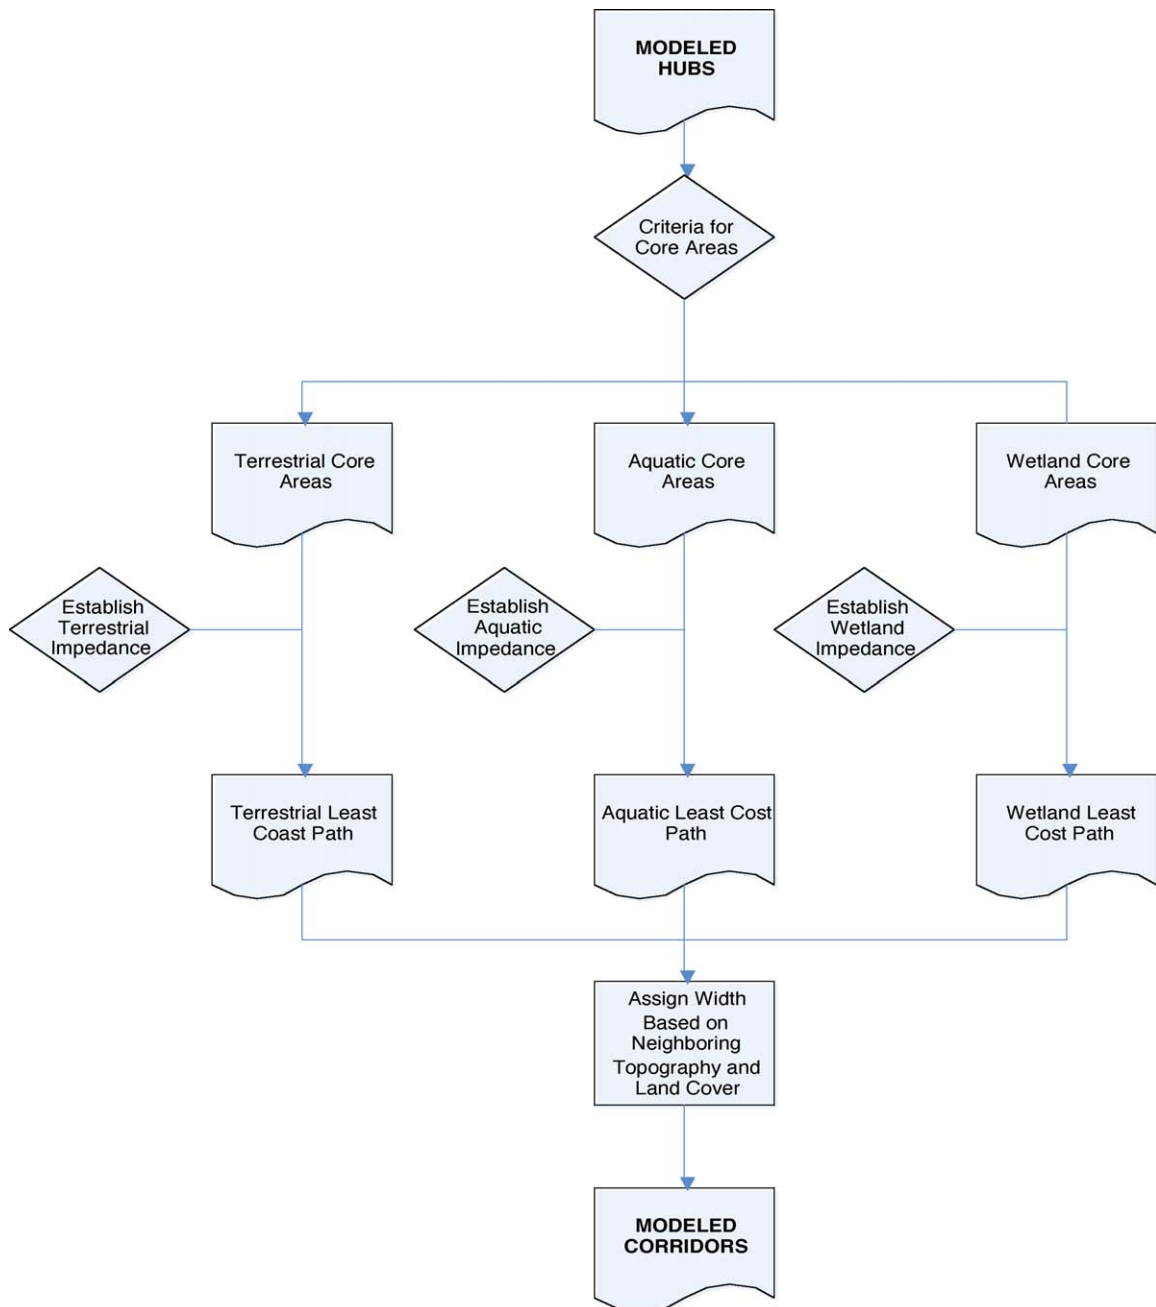 MODELED
HUBS
Criteria for
Core Areas
Terrestrial Core
Areas
Aquatic Core
Areas
Wetland Core
Areas
Establish
Terrestrial
Impedance
Establish
Aquatic
Impedance
Establish
Wetland
Impedance
Terrestrial Least
Coast Path
Aquatic Least Cost
Path
Wetland Least
Cost Path
Assign Width
Based on
Neighboring
Topography and
Land Cover
MODELED
CORRIDORS